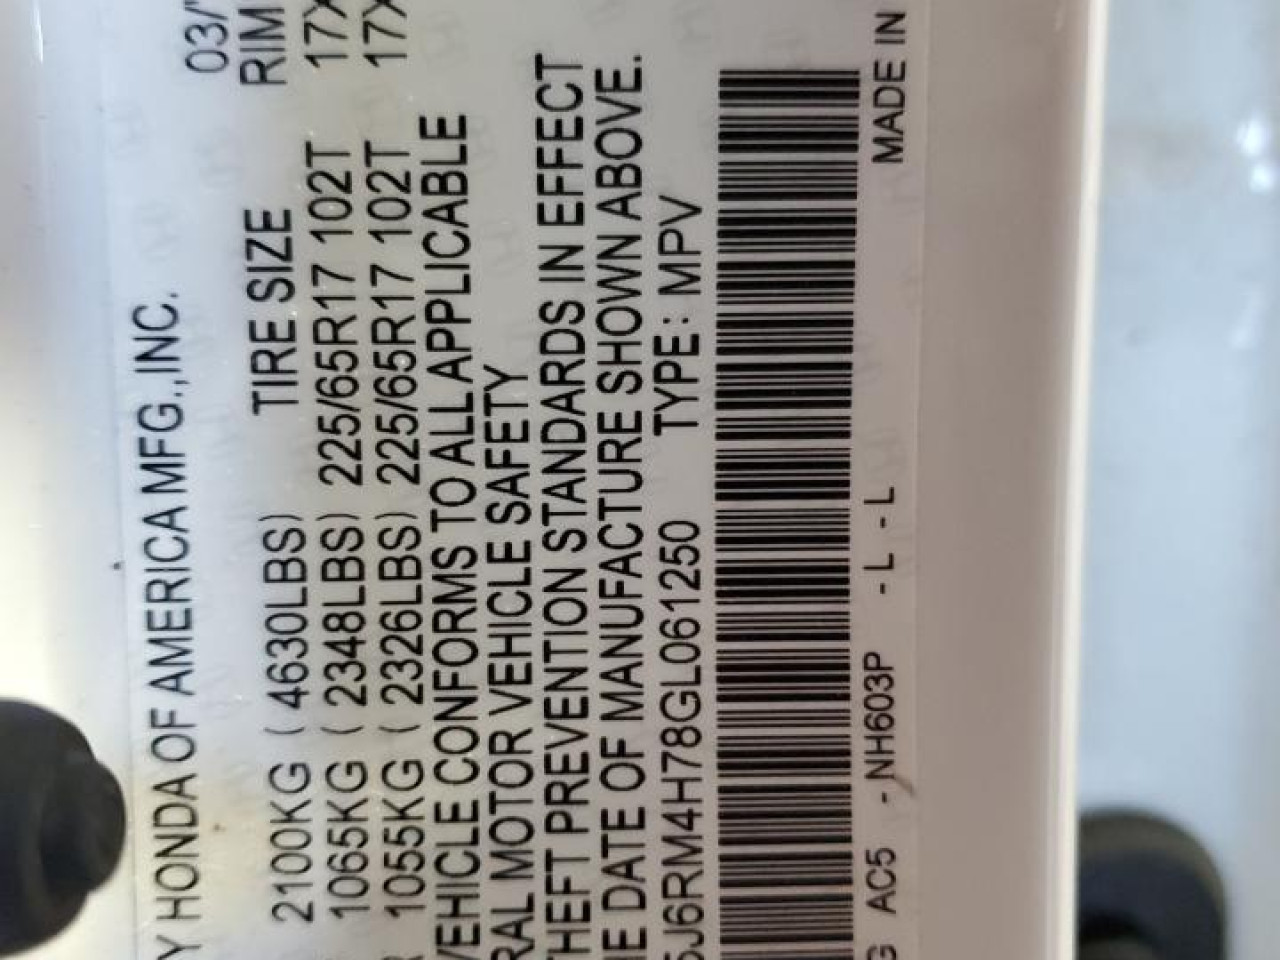 Y HONDA OF AMERICA MFG.,INC. 03/
TIRE SIZE RIM
2100KG ( 4630LBS)
1065KG ( 2348LBS) 225/65R17 102T 17X
1055KG ( 2326LBS) 225/65R17 102T 17X
VEHICLE CONFORMS TO ALL APPLICABLE
RAL MOTOR VEHICLE SAFETY
THEFT PREVENTION STANDARDS IN EFFECT
HE DATE OF MANUFACTURE SHOWN ABOVE.
5J6RM4H78GL061250 TYPE: MPV
G AC5 -NH603P -L-L MADE IN